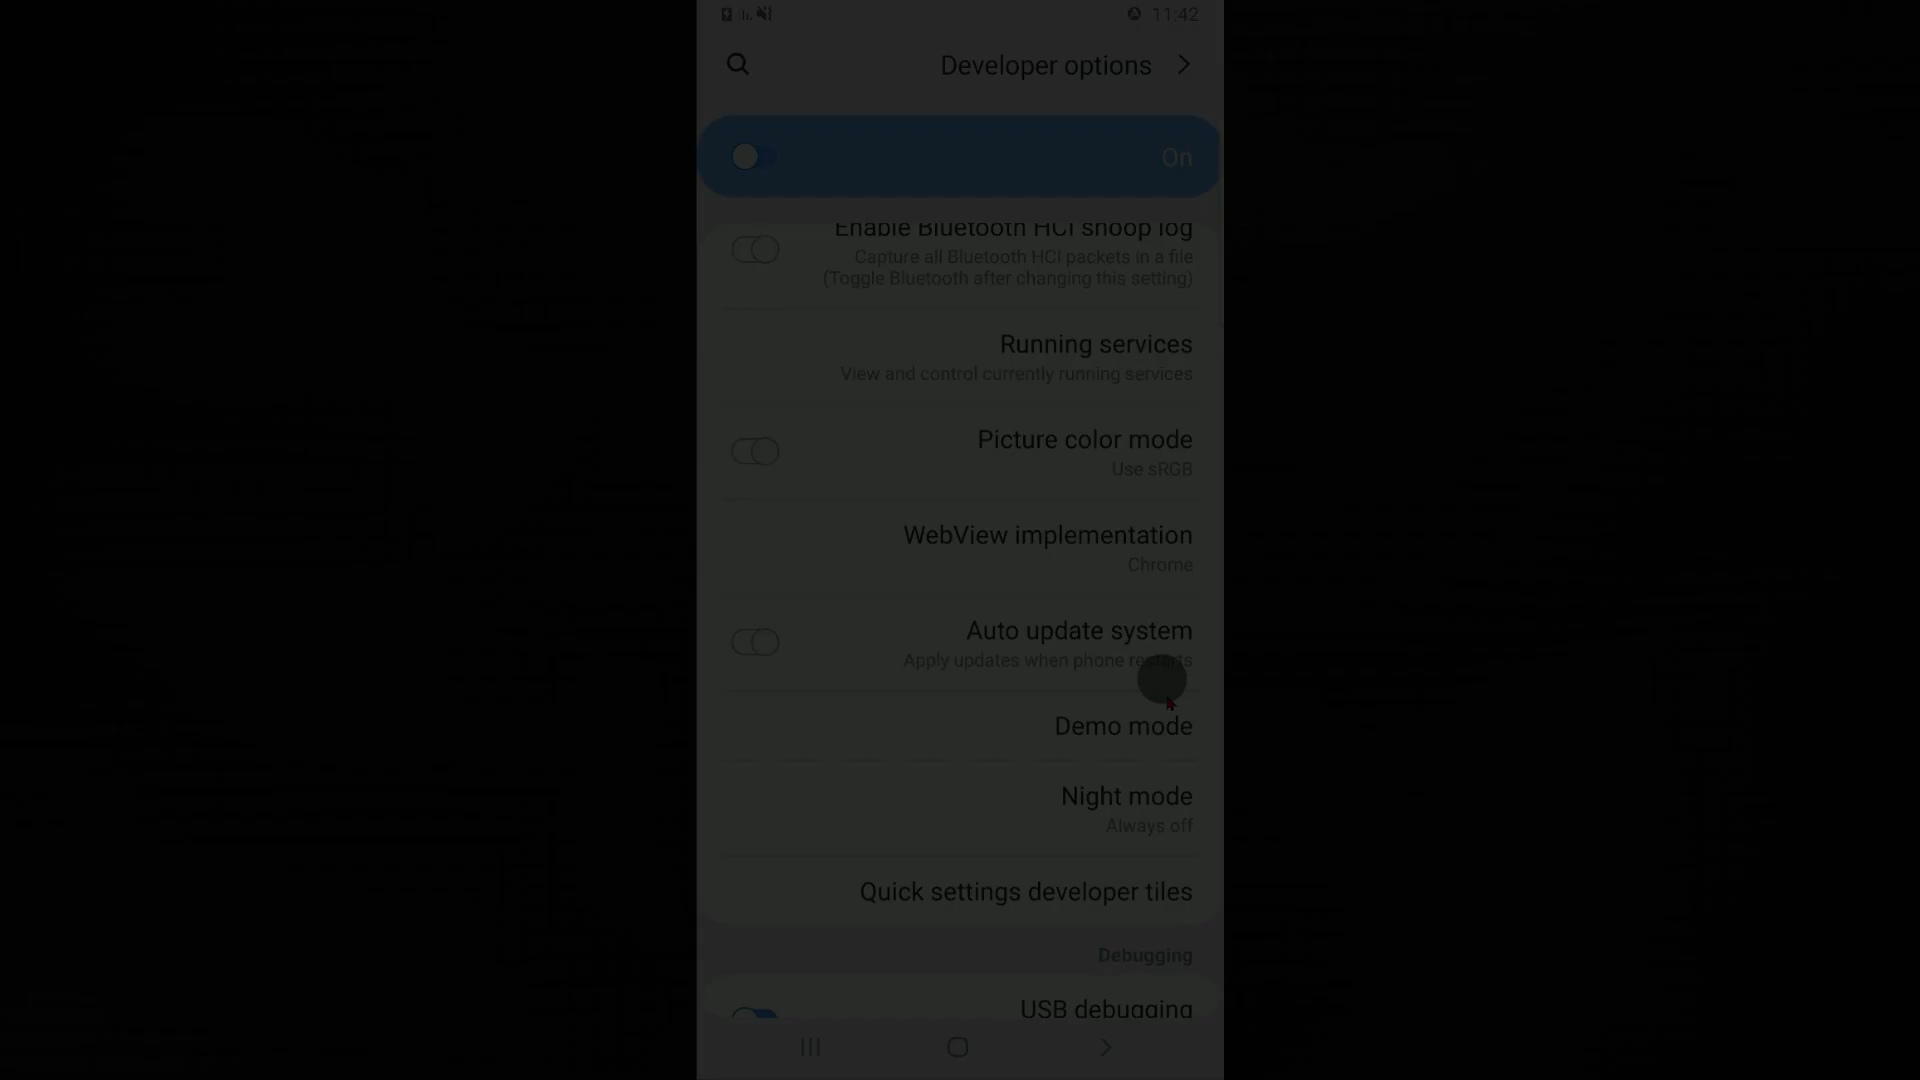 11:42
Developer options
On
Enable Bluetooth HCI snoop log
Capture all Bluetooth HCI packets in a file
(Toggle Bluetooth after changing this setting)
Running services
View and control currently running services
Picture color mode
Use sRGB
WebView implementation
Chrome
Auto update system
Apply updates when phone restarts
Demo mode
Night mode
Always off
Quick settings developer tiles
Debugging
USB debugging